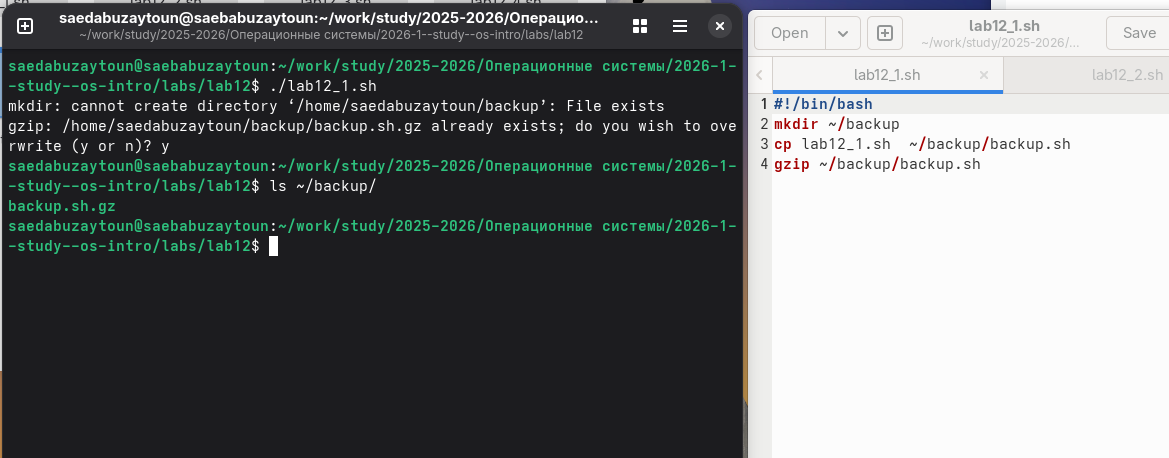 saedabuzaytoun@saebabuzaytoun:~/work/study/2025-2026/Операцио...
~/work/study/2025-2026/Операционные системы/2026-1--study--os-intro/labs/lab12
saedabuzaytoun@saebabuzaytoun:~/work/study/2025-2026/Операционные системы/2026-1-
-study--os-intro/labs/lab12$ ./lab12_1.sh
mkdir: cannot create directory ‘/home/saedabuzaytoun/backup’: File exists
gzip: /home/saedabuzaytoun/backup/backup.sh.gz already exists; do you wish to ove
rwrite (y or n)? y
saedabuzaytoun@saebabuzaytoun:~/work/study/2025-2026/Операционные системы/2026-1-
-study--os-intro/labs/lab12$ ls ~/backup/
backup.sh.gz
saedabuzaytoun@saebabuzaytoun:~/work/study/2025-2026/Операционные системы/2026-1-
-study--os-intro/labs/lab12$
Open
lab12_1.sh
~/work/study/2025-2026/...
Save
lab12_1.sh
lab12_2.sh
1 #!/bin/bash
2 mkdir ~/backup
3 cp lab12_1.sh  ~/backup/backup.sh
4 gzip ~/backup/backup.sh